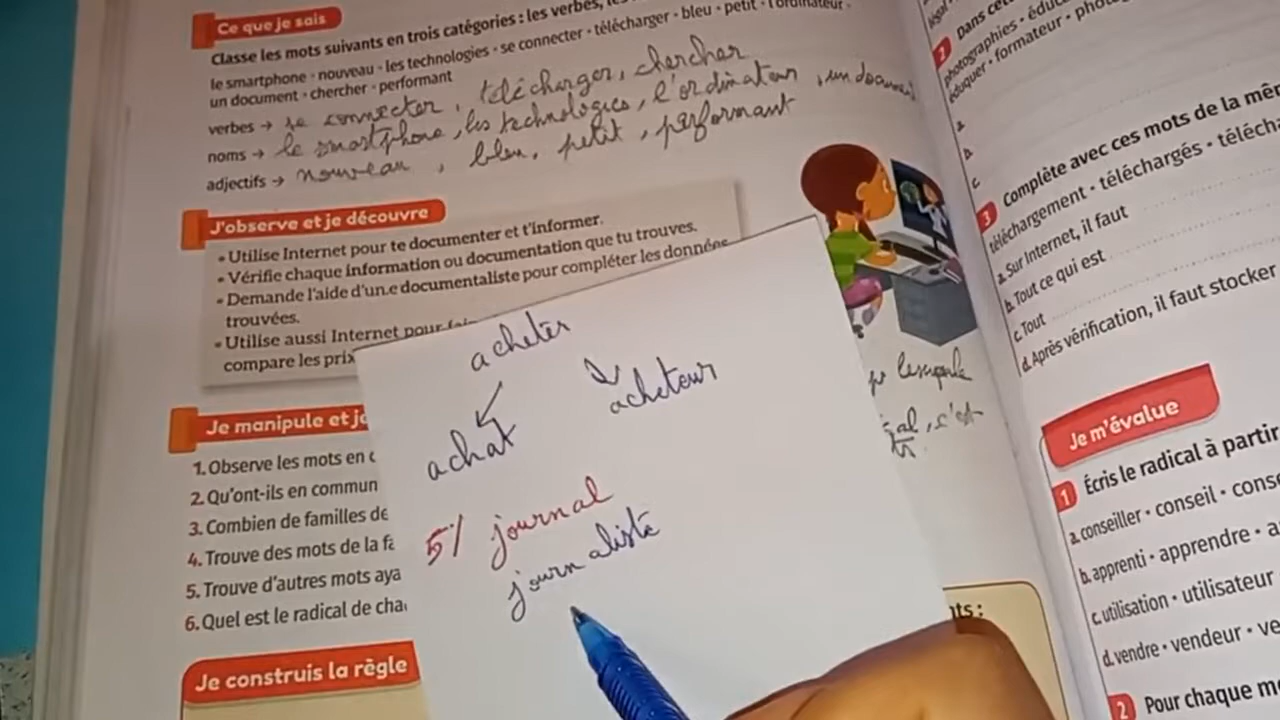 Ce que je sais
Classe les mots suivants en trois catégories : les verbes,
le smartphone • nouveau • les technologies • se connecter • télécharger • bleu • petit • l'ordinateur •
un document • chercher • performant
verbes → se connecter, télécharger, chercher
noms → le smartphone, les technologies, l'ordinateur, un document
adjectifs → nouveau, bleu, petit, performant
J'observe et je découvre
• Utilise Internet pour te documenter et t'informer.
• Vérifie chaque information ou documentation que tu trouves.
• Demande l'aide d'un.e documentaliste pour compléter les données
trouvées.
• Utilise aussi Internet pour
compare les prix
Je manipule et
1. Observe les mots en
2. Qu'ont-ils en commun
3. Combien de familles de
4. Trouve des mots de la
5. Trouve d'autres mots
6. Quel est le radical de
Je construis la règle
acheter
achat
acheteur
5/ journal
journaliste
c'est
2 Dans
photographies •
éduquer • formateur •
a.
b.
c.
3 Complète avec ces mots de la
téléchargement • téléchargés •
a. Sur Internet, il faut
b. Tout ce qui est
c. Tout
d. Après vérification, il faut stocker
Je m'évalue
1 Écris le radical à partir
a. conseiller • conseil •
b. apprenti • apprendre •
c. utilisation • utilisateur
d. vendre • vendeur •
2 Pour chaque